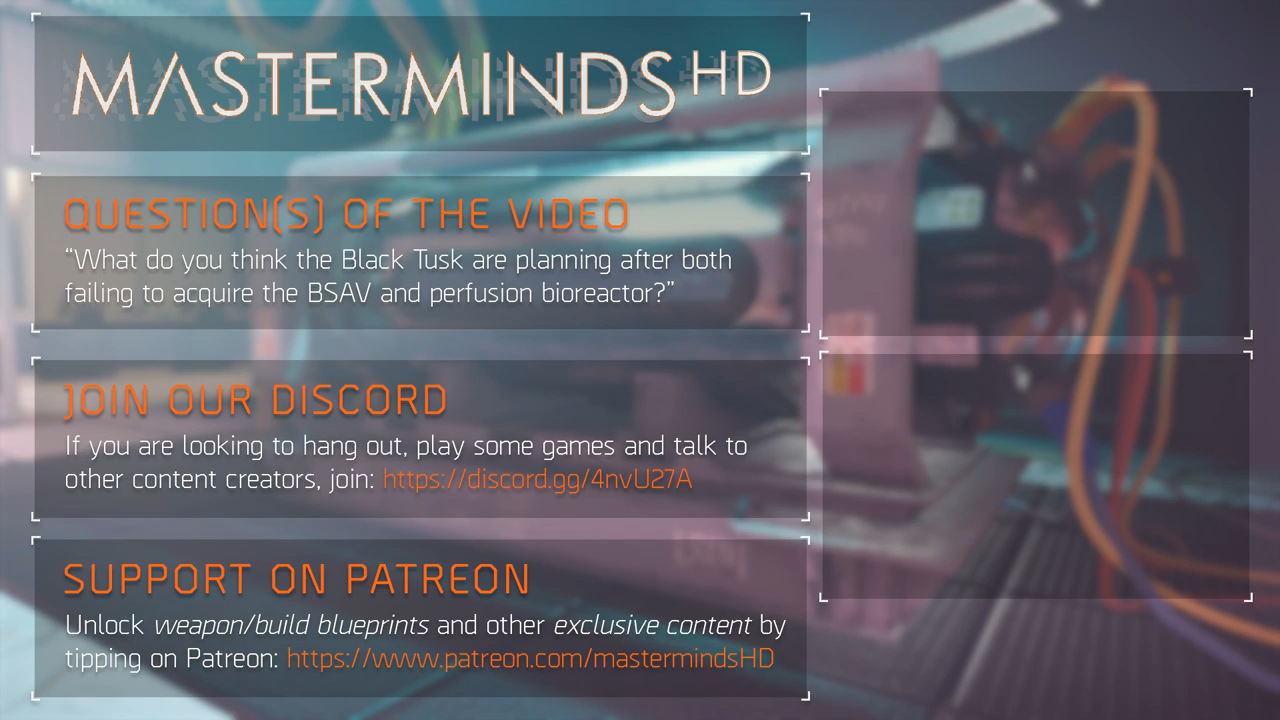 MASTERMINDS HD
QUESTION(S) OF THE VIDEO
“What do you think the Black Tusk are planning after both
failing to acquire the BSAV and perfusion bioreactor?”
JOIN OUR DISCORD
If you are looking to hang out, play some games and talk to
other content creators, join: https://discord.gg/4nvU27A
SUPPORT ON PATREON
Unlock weapon/build blueprints and other exclusive content by
tipping on Patreon: https://www.patreon.com/mastermindsHD